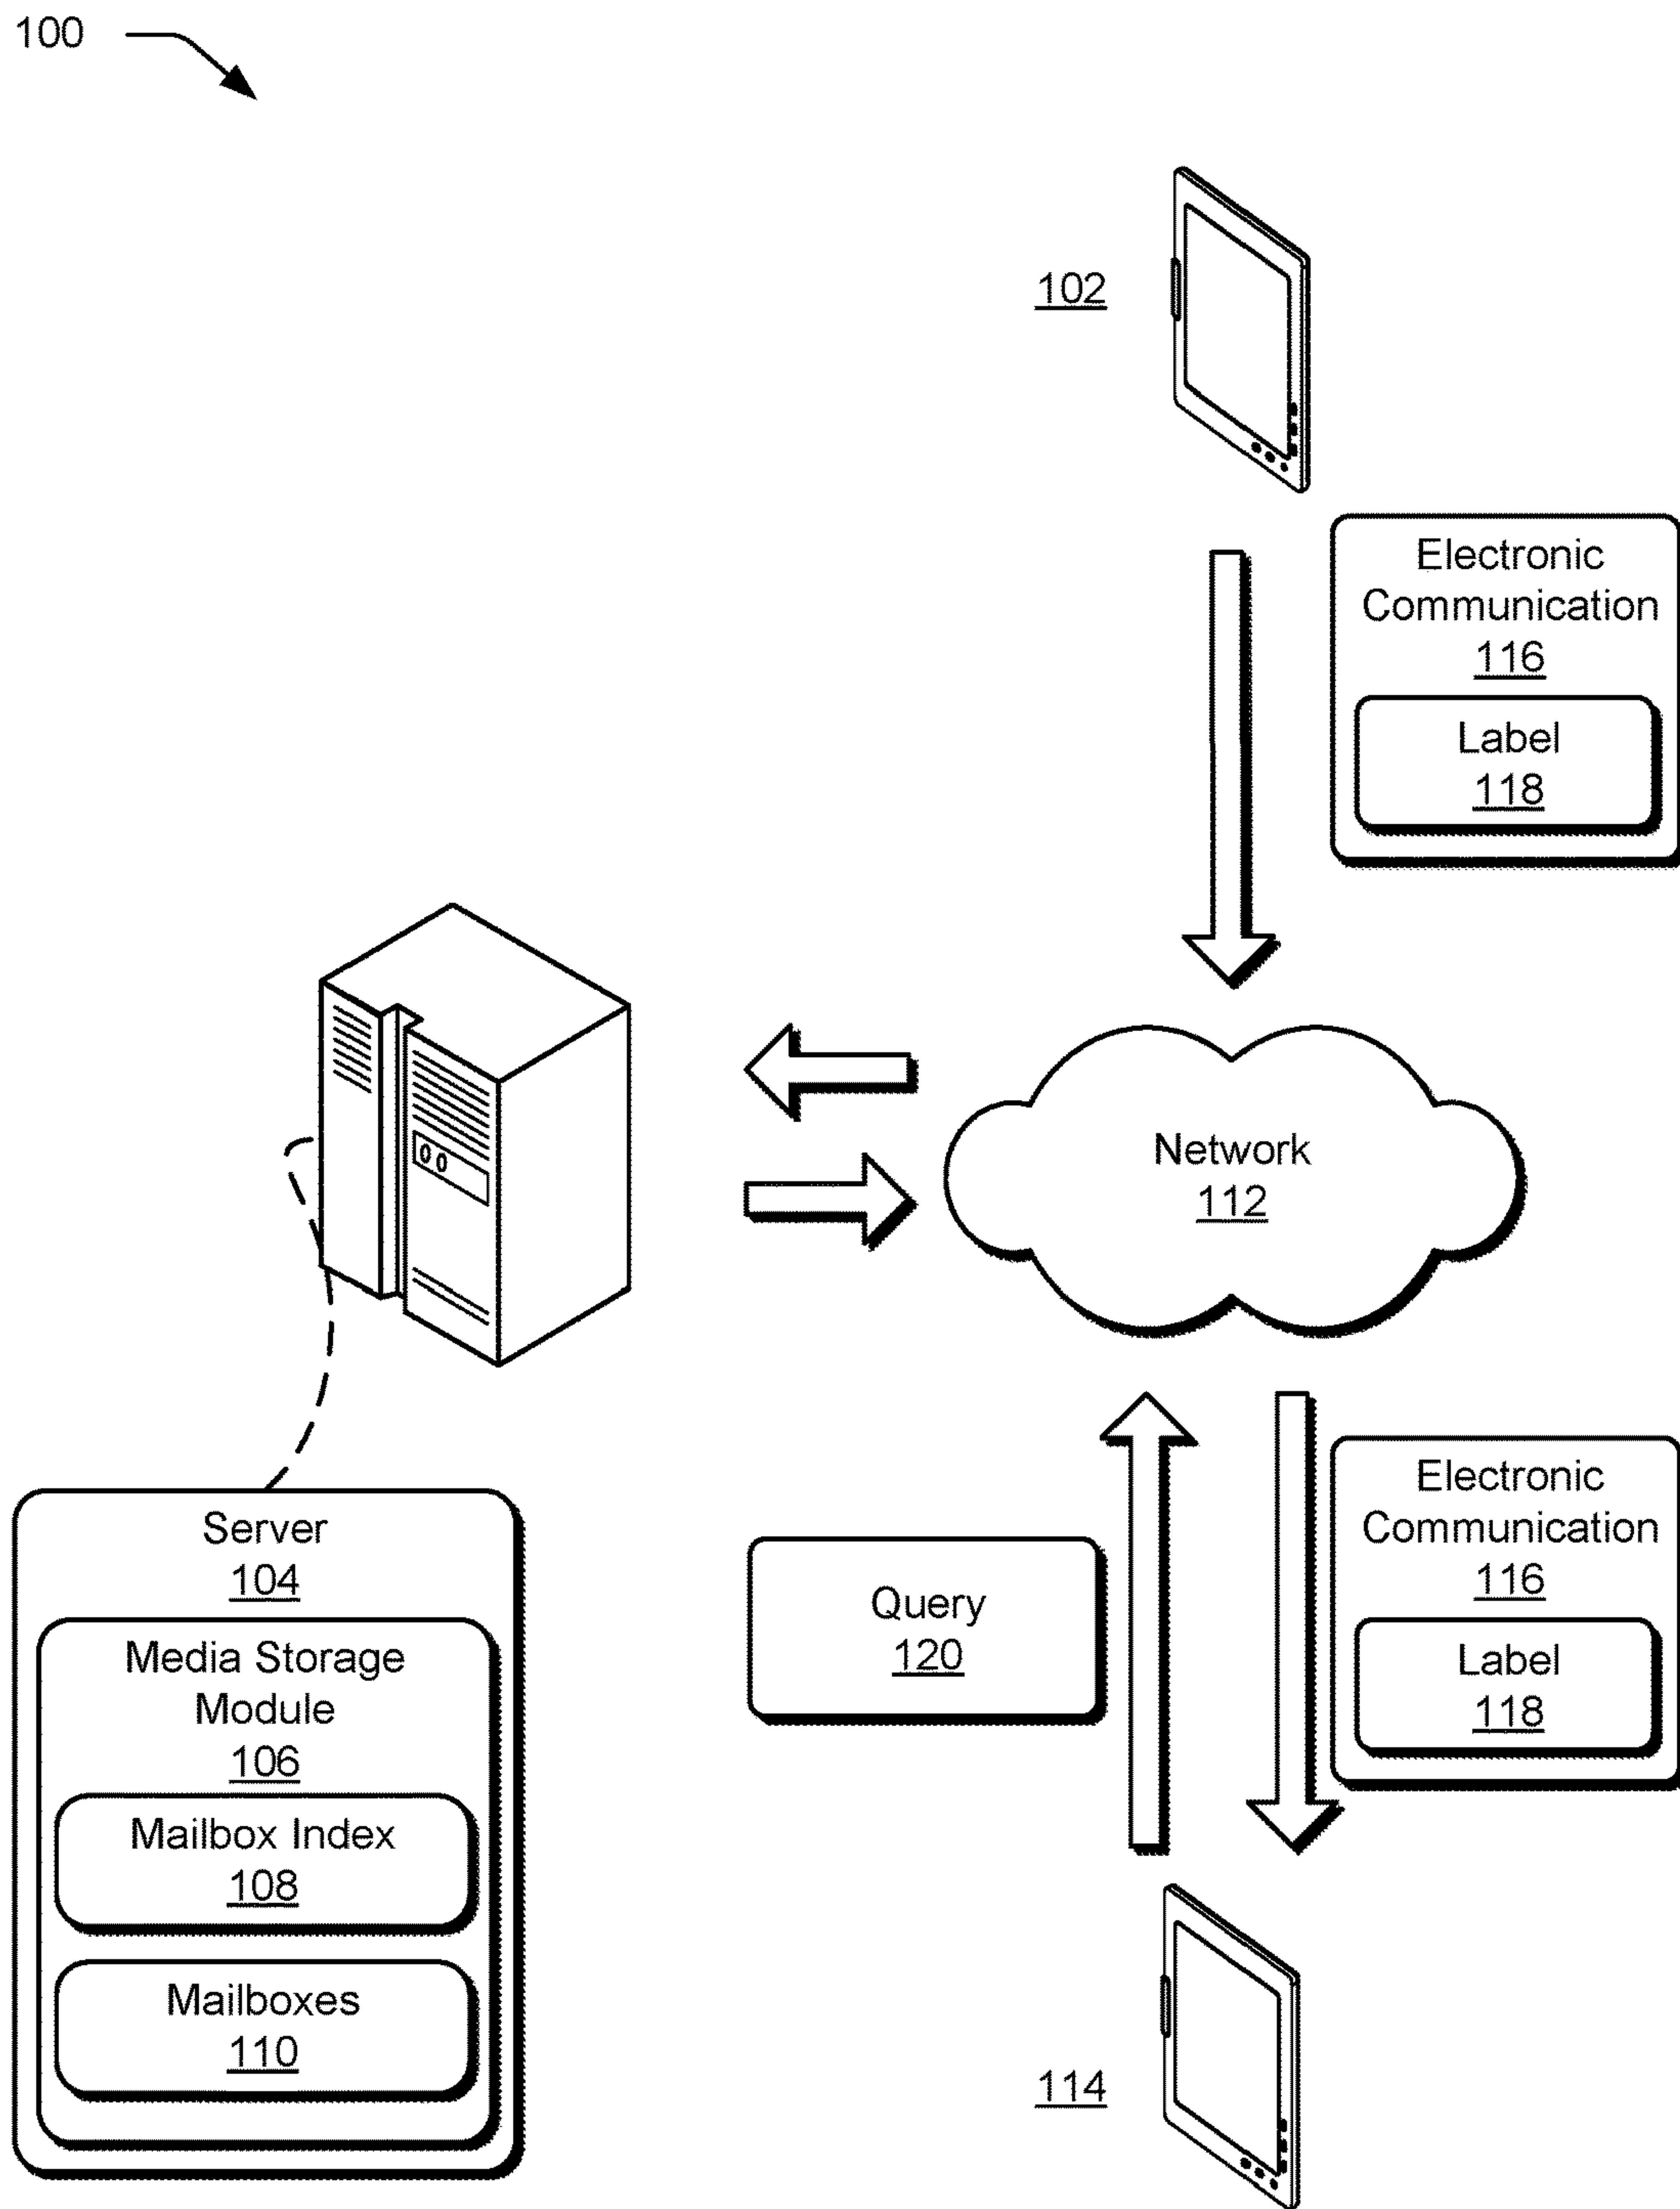 100
102
Electronic
Communication
116
Label
118
Network
112
Server
104
Media Storage
Module
106
Mailbox Index
108
Mailboxes
110
Query
120
Electronic
Communication
116
Label
118
114